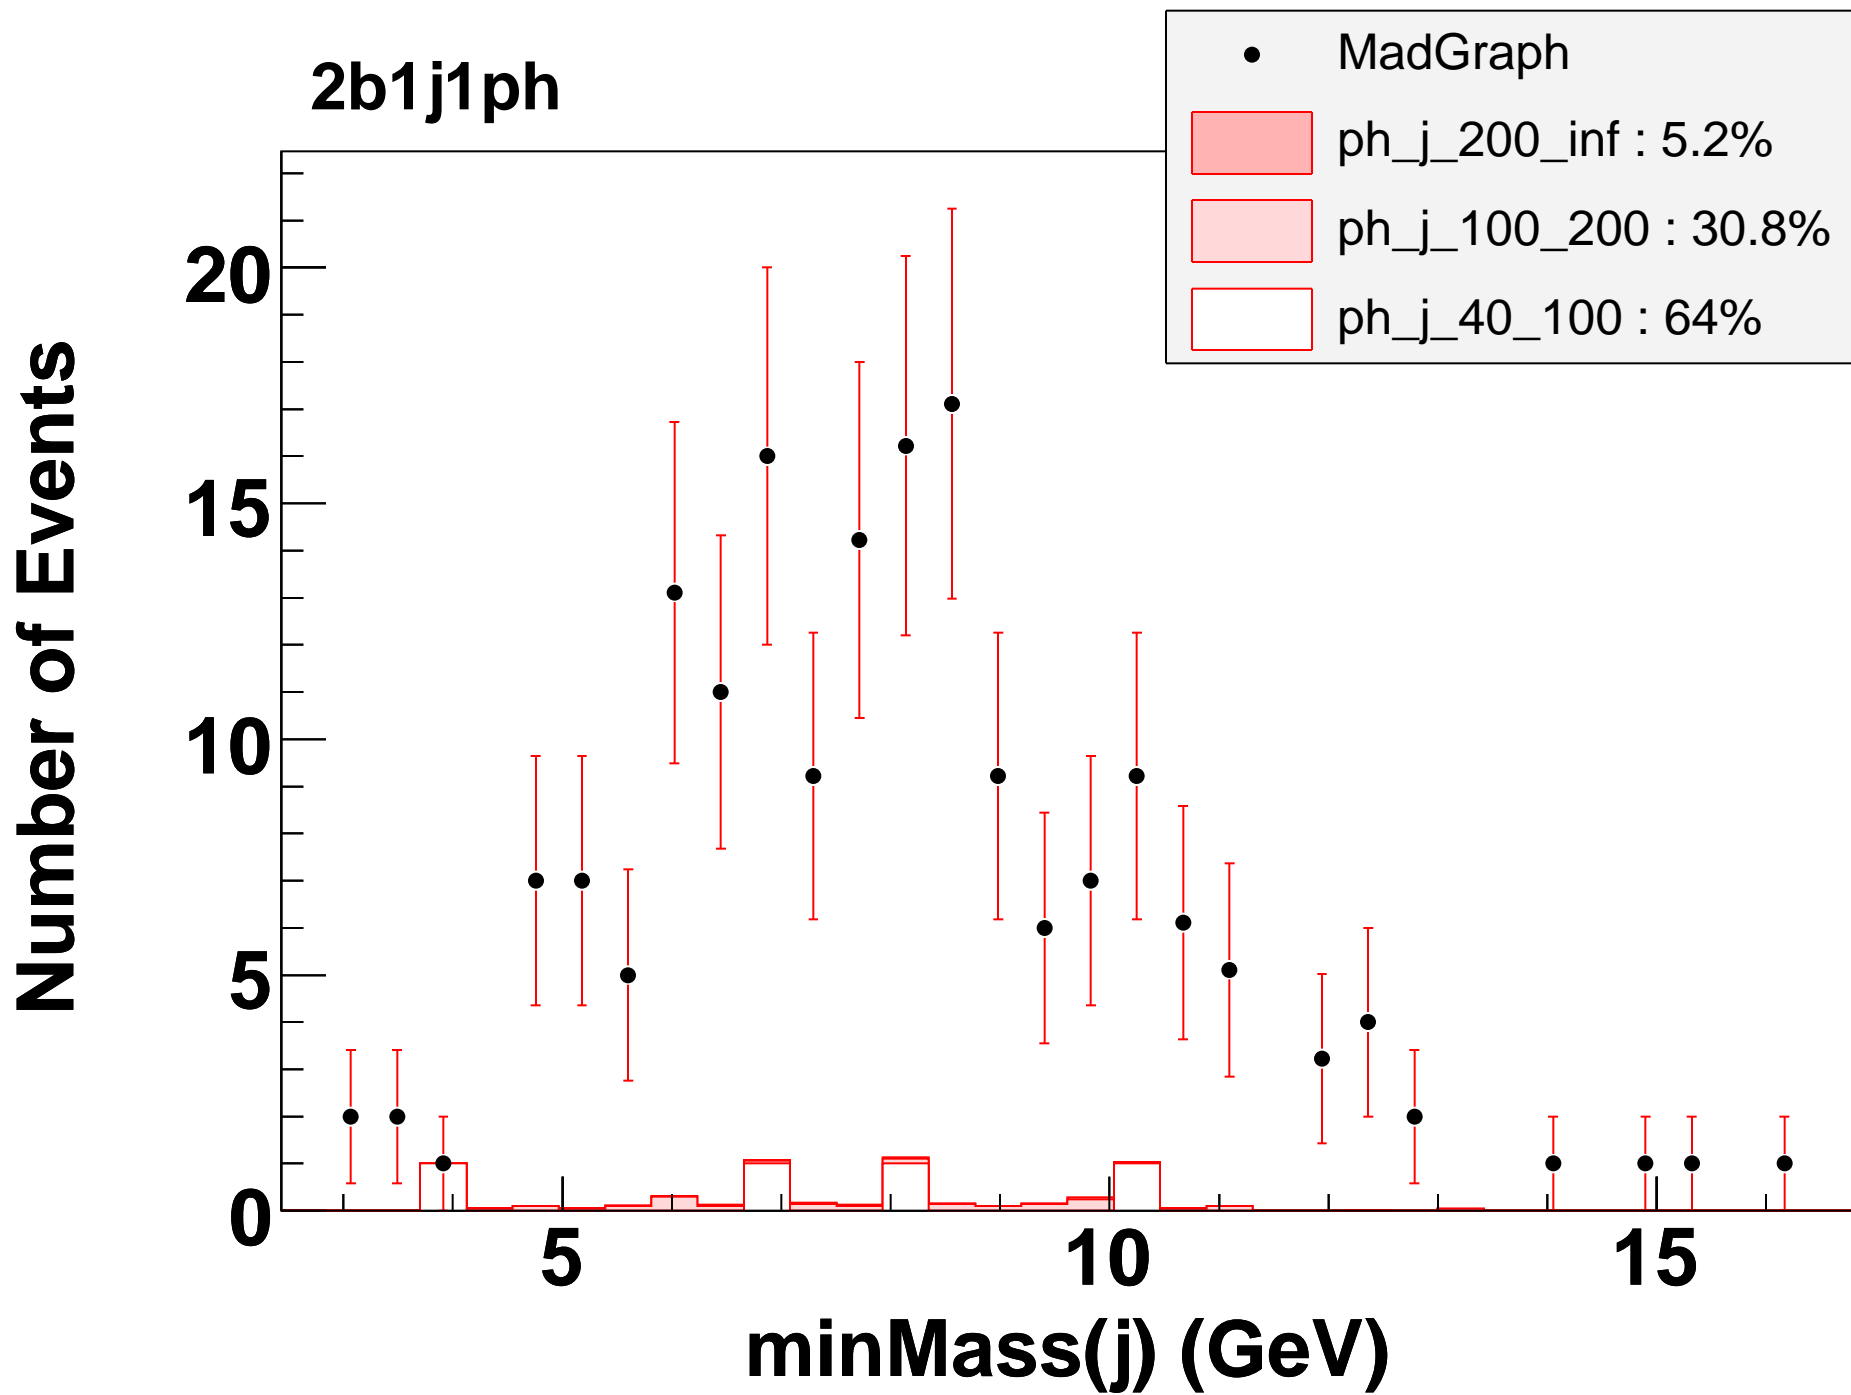 2b1j1ph
MadGraph
ph_j_200_inf : 5.2%
ph_j_100_200 : 30.8%
ph_j_40_100 : 64%
Number of Events
20
15
10
5
0
5
10
15
minMass(j) (GeV)